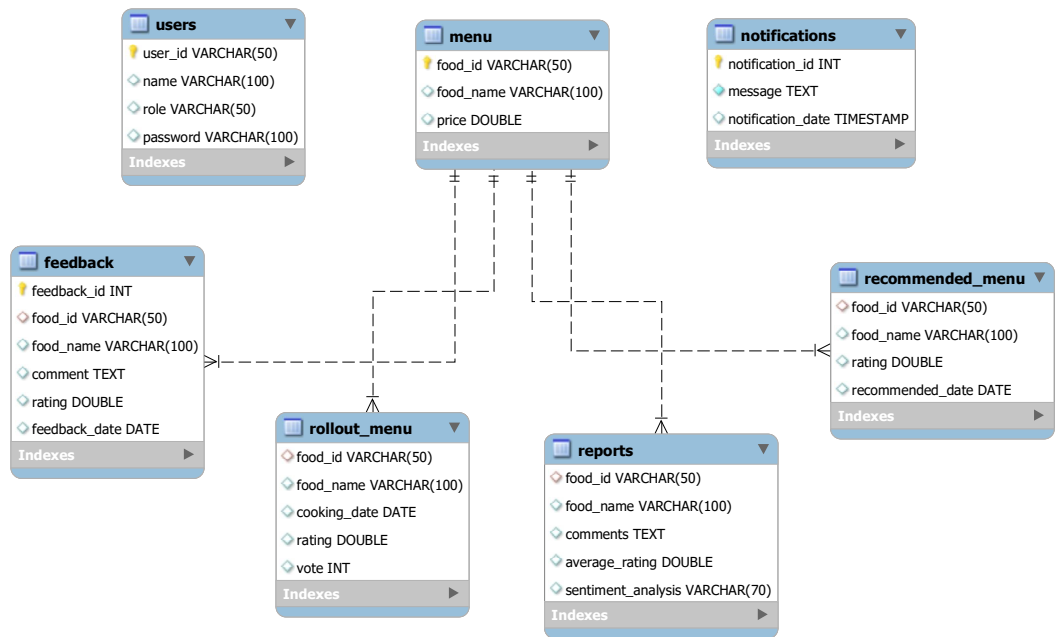 users
user_id VARCHAR(50)
name VARCHAR(100)
role VARCHAR(50)
password VARCHAR(100)
Indexes
menu
food_id VARCHAR(50)
food_name VARCHAR(100)
price DOUBLE
Indexes
notifications
notification_id INT
message TEXT
notification_date TIMESTAMP
Indexes
feedback
feedback_id INT
food_id VARCHAR(50)
food_name VARCHAR(100)
comment TEXT
rating DOUBLE
feedback_date DATE
Indexes
rollout_menu
food_id VARCHAR(50)
food_name VARCHAR(100)
cooking_date DATE
rating DOUBLE
vote INT
Indexes
reports
food_id VARCHAR(50)
food_name VARCHAR(100)
comments TEXT
average_rating DOUBLE
sentiment_analysis VARCHAR(70)
Indexes
recommended_menu
food_id VARCHAR(50)
food_name VARCHAR(100)
rating DOUBLE
recommended_date DATE
Indexes